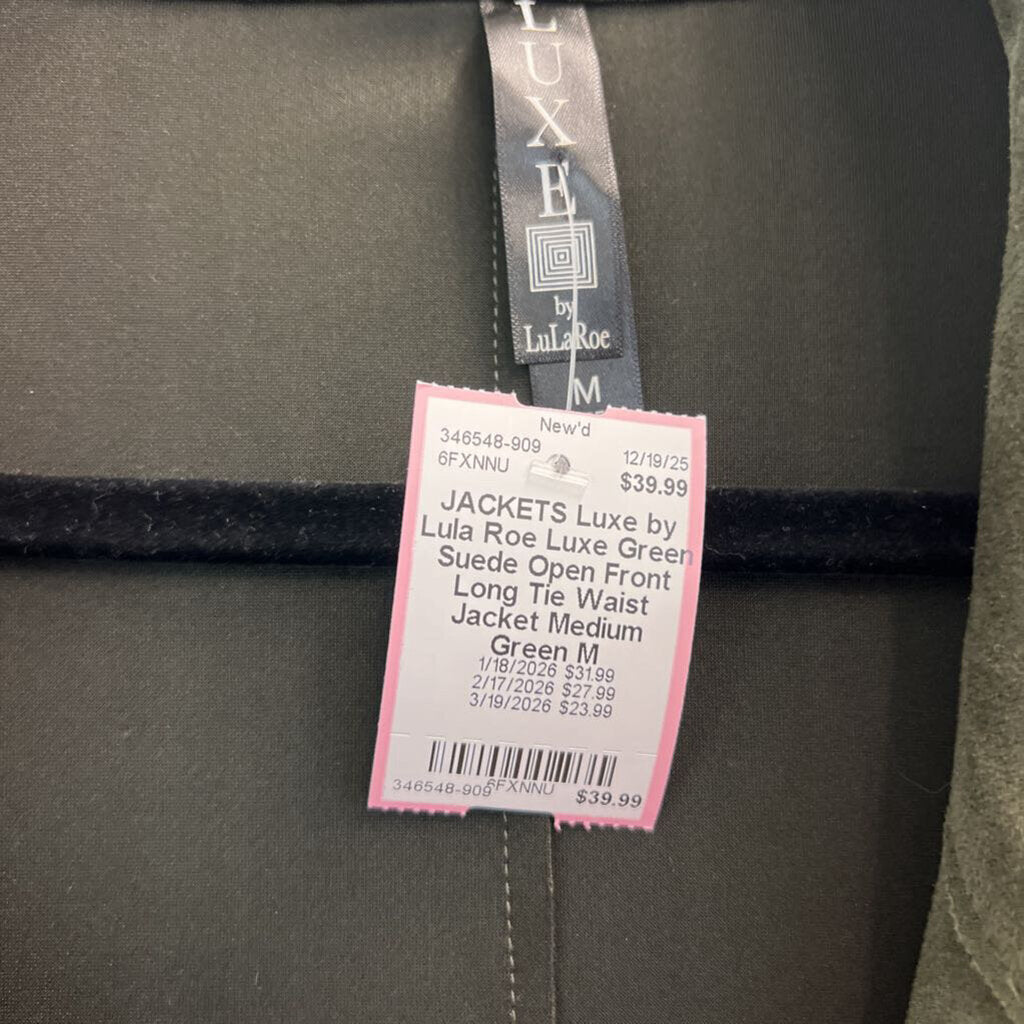 L
U
X
E
by
LuLaRoe
M
New'd
346548-909
12/19/25
6FXNNU
$39.99
JACKETS Luxe by
Lula Roe Luxe Green
Suede Open Front
Long Tie Waist
Jacket Medium
Green M
1/18/2026 $31.99
2/17/2026 $27.99
3/19/2026 $23.99
346548-909
6FXNNU
$39.99